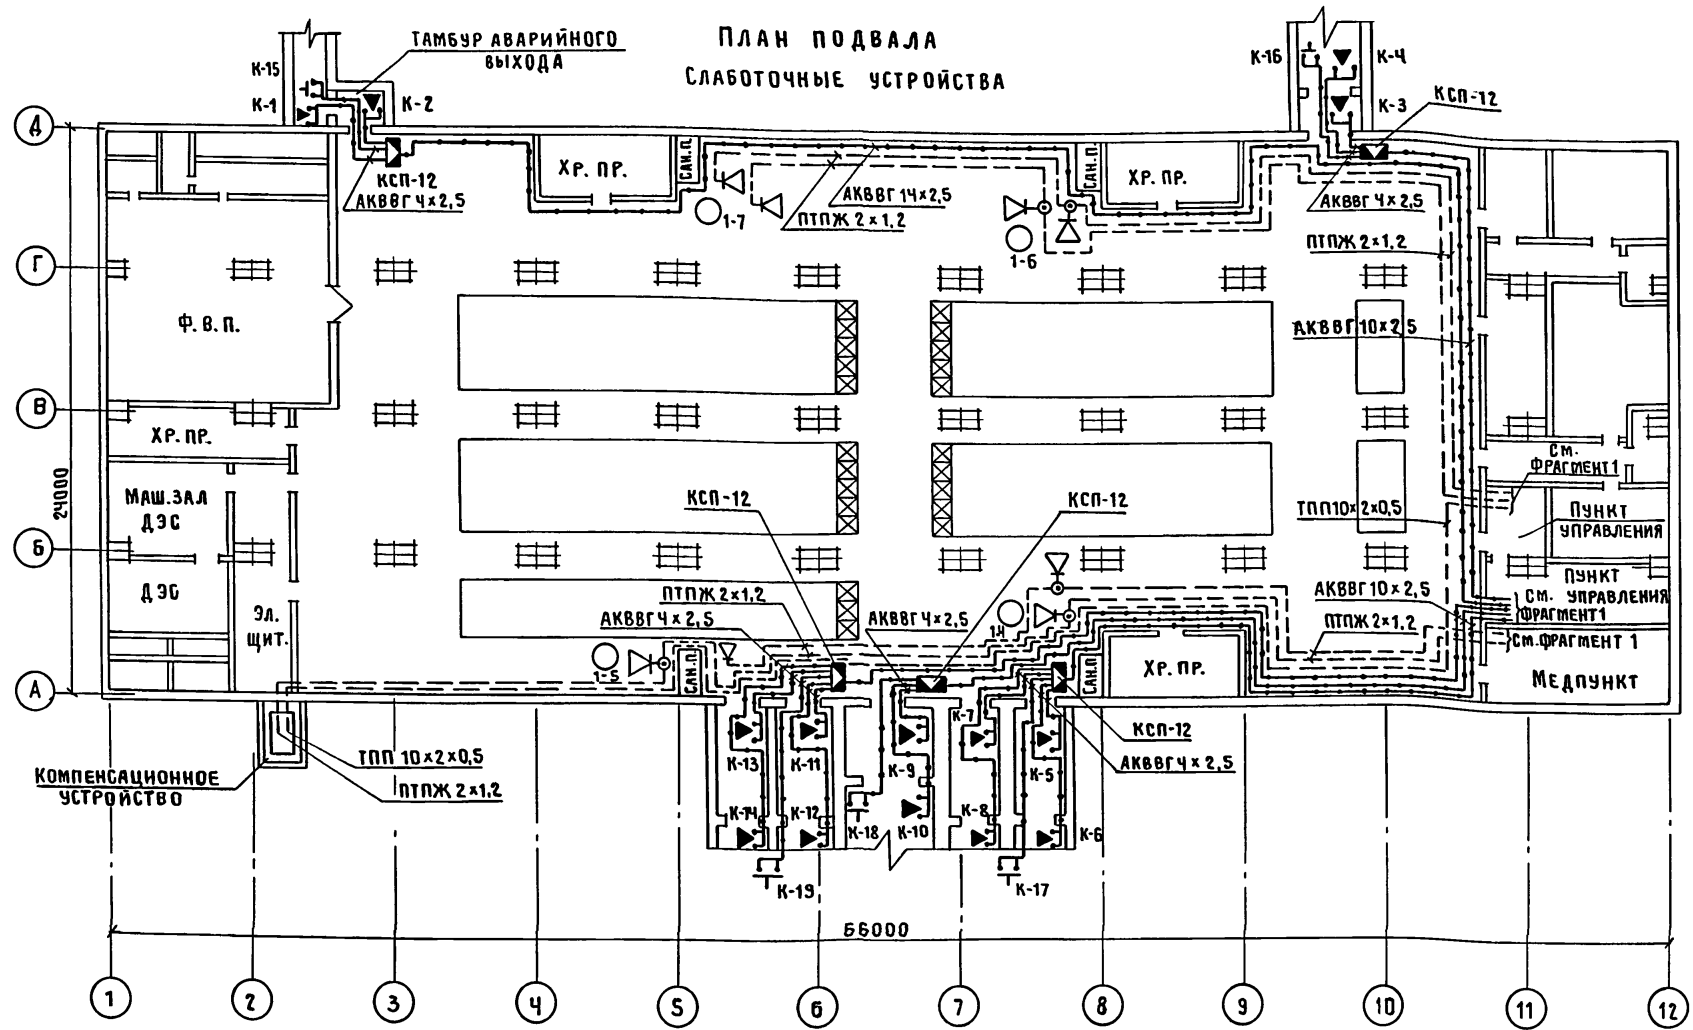 ПЛАН ПОДВАЛА
СЛАБОТОЧНЫЕ УСТРОЙСТВА
ТАМБУР АВАРИЙНОГО
ВЫХОДА
К-15
К-1
К-2
К-16
К-4
К-3
КСП-12
Д
КСП-12
АКВВГ 4×2,5
ХР. ПР.
САН.П.
1-7
АКВВГ 14×2,5
ПТПЖ 2×1,2
САН.П.
ХР. ПР.
1-6
АКВВГ 4×2,5
ПТПЖ 2×1,2
Г
Ф. В. П.
АКВВГ 10×2,5
В
ХР. ПР.
24000
МАШ. ЗАЛ
ДЭС
КСП-12
КСП-12
СМ.
ФРАГМЕНТ 1
ТПП10×2×0,5
ПУНКТ
УПРАВЛЕНИЯ
Б
ДЭС
ЭЛ.
ЩИТ.
ПТПЖ 2×1,2
АКВВГ 4×2,5
АКВВГ 4×2,5
1-4
АКВВГ 10×2,5
ПТПЖ 2×1,2
ПУНКТ
УПРАВЛЕНИЯ
СМ.
ФРАГМЕНТ 1
СМ. ФРАГМЕНТ 1
МЕДПУНКТ
А
1-5
САН.П.
САН.П.
ХР. ПР.
КОМПЕНСАЦИОННОЕ
УСТРОЙСТВО
ТПП 10×2×0,5
ПТПЖ 2×1,2
К-13
К-11
К-9
К-7
К-5
КСП-12
АКВВГ 4×2,5
К-14
К-12
К-18
К-10
К-8
К-6
К-19
К-17
66000
1
2
3
4
5
6
7
8
9
10
11
12